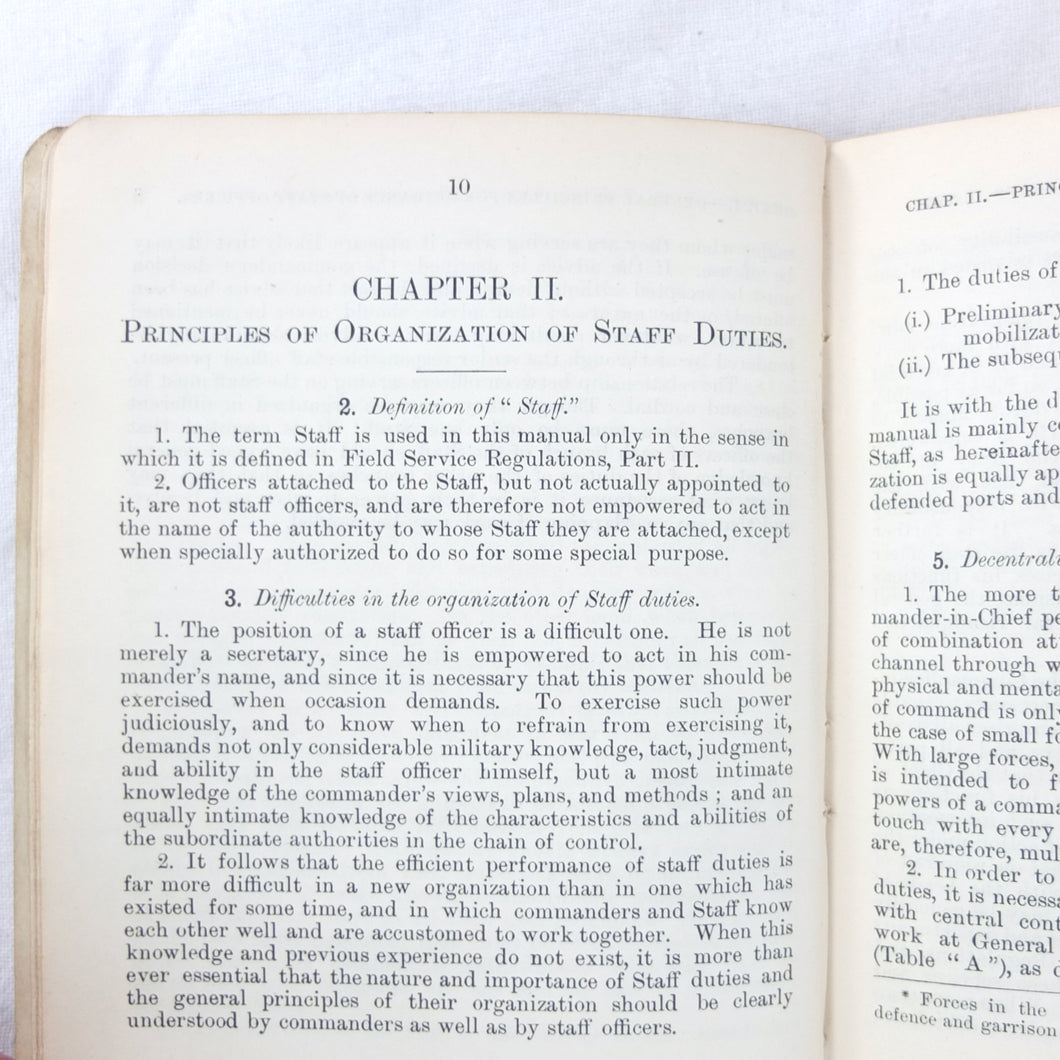 10
CHAPTER II.
PRINCIPLES OF ORGANIZATION OF STAFF DUTIES.
2. Definition of “ Staff.”
1. The term Staff is used in this manual only in the sense in
which it is defined in Field Service Regulations, Part II.
2. Officers attached to the Staff, but not actually appointed to
it, are not staff officers, and are therefore not empowered to act in
the name of the authority to whose Staff they are attached, except
when specially authorized to do so for some special purpose.
3. Difficulties in the organization of Staff duties.
1. The position of a staff officer is a difficult one. He is not
merely a secretary, since he is empowered to act in his com-
mander's name, and since it is necessary that this power should be
exercised when occasion demands. To exercise such power
judiciously, and to know when to refrain from exercising it,
demands not only considerable military knowledge, tact, judgment,
and ability in the staff officer himself, but a most intimate
knowledge of the commander's views, plans, and methods ; and an
equally intimate knowledge of the characteristics and abilities of
the subordinate authorities in the chain of control.
2. It follows that the efficient performance of staff duties is
far more difficult in a new organization than in one which has
existed for some time, and in which commanders and Staff know
each other well and are accustomed to work together. When this
knowledge and previous experience do not exist, it is more than
ever essential that the nature and importance of Staff duties and
the general principles of their organization should be clearly
understood by commanders as well as by staff officers.
CHAP. II.—PRINC
1. The duties of
(i.) Preliminary
mobilizat
(ii.) The subsequ
It is with the d
manual is mainly c
Staff, as hereinafte
zation is equally ap
defended ports and
5. Decentrali
1. The more t
mander-in-Chief pe
of combination at
channel through w
physical and menta
of command is only
the case of small fo
With large forces,
is intended to f
powers of a comma
touch with every
are, therefore, mul
2. In order to
duties, it is necessa
with central cont
work at General
(Table “ A ”), as d
* Forces in the
defence and garrison